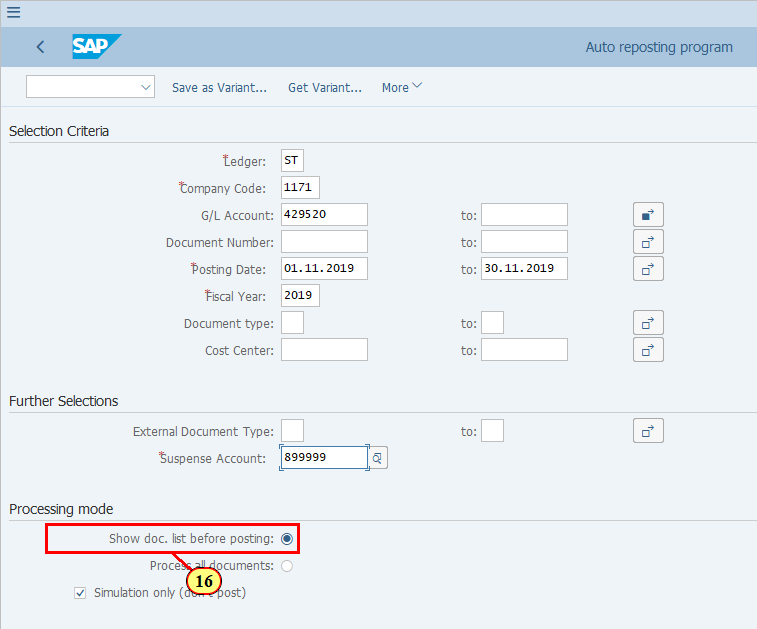 SAP
Auto reposting program
Save as Variant... Get Variant... More
Selection Criteria
*Ledger: ST
*Company Code: 1171
G/L Account: 429520 to:
Document Number: to:
*Posting Date: 01.11.2019 to: 30.11.2019
*Fiscal Year: 2019
Document type: to:
Cost Center: to:
Further Selections
External Document Type: to:
*Suspense Account: 899999
Processing mode
Show doc. list before posting:
Process all documents:
16
Simulation only (don't post)